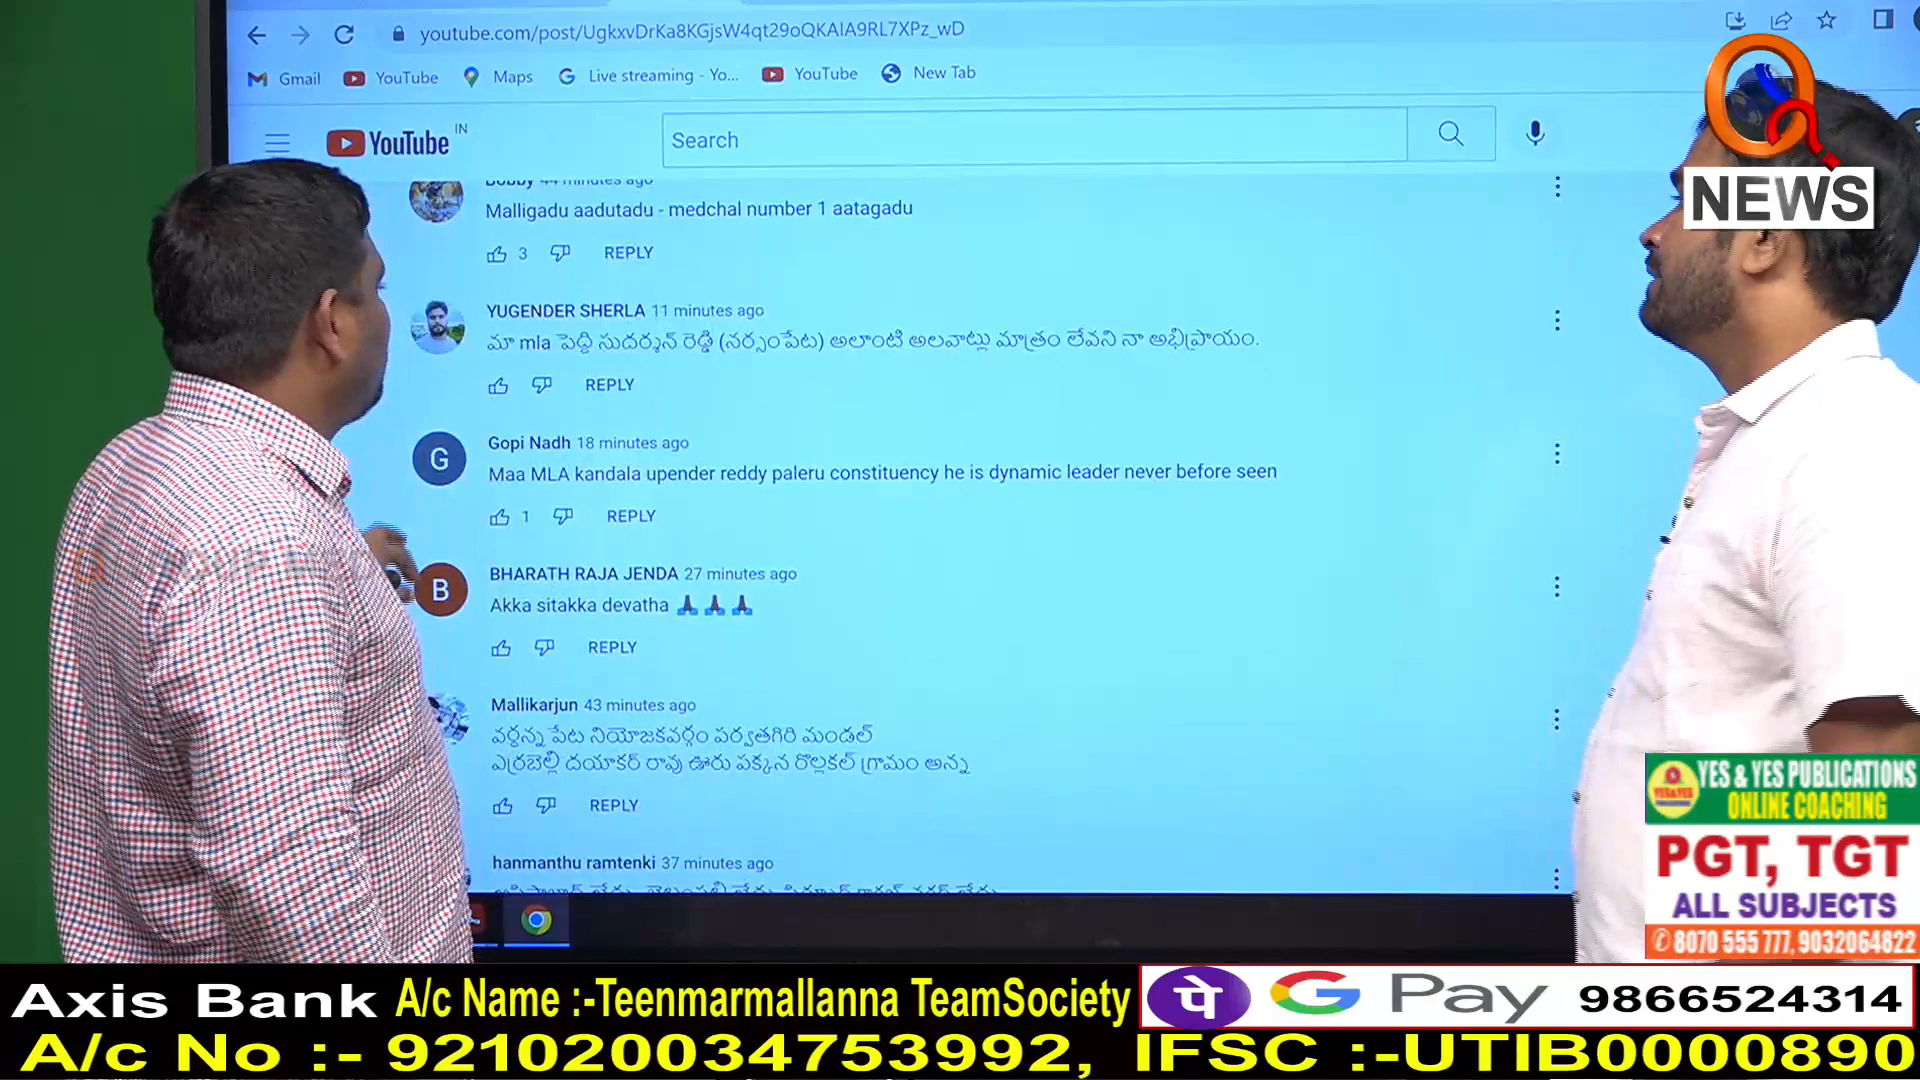 youtube.com/post/UgkxvDrKa8KGjsW4qt29oQKAIA9RL7XPz_wD
Gmail YouTube Maps Live streaming - Yo... YouTube New Tab
YouTube IN
Search
Q
NEWS
Bobby 44 minutes ago
Malligadu aadutadu - medchal number 1 aatagadu
3 REPLY
YUGENDER SHERLA 11 minutes ago
మా mla పెద్ది సుదర్శన్ రెడ్డి (నర్సంపేట) అలాంటి అలవాట్లు మాత్రం లేవని నా అభిప్రాయం.
REPLY
G
Gopi Nadh 18 minutes ago
Maa MLA kandala upender reddy paleru constituency he is dynamic leader never before seen
1 REPLY
B
BHARATH RAJA JENDA 27 minutes ago
Akka sitakka devatha 🙏🙏🙏
REPLY
Mallikarjun 43 minutes ago
వర్ధన్న పేట నియోజకవర్గం పర్వతగిరి మండల్
ఎర్రబెల్లి దయాకర్ రావు ఊరు పక్కన రొల్లకల్ గ్రామం అన్న
REPLY
hanmanthu ramtenki 37 minutes ago
YES & YES PUBLICATIONS
ONLINE COACHING
PGT, TGT
ALL SUBJECTS
8070 555 777, 9032064822
Axis Bank A/c Name :-Teenmarmallanna TeamSociety
पे G Pay 9866524314
A/c No :- 921020034753992, IFSC :-UTIB0000890